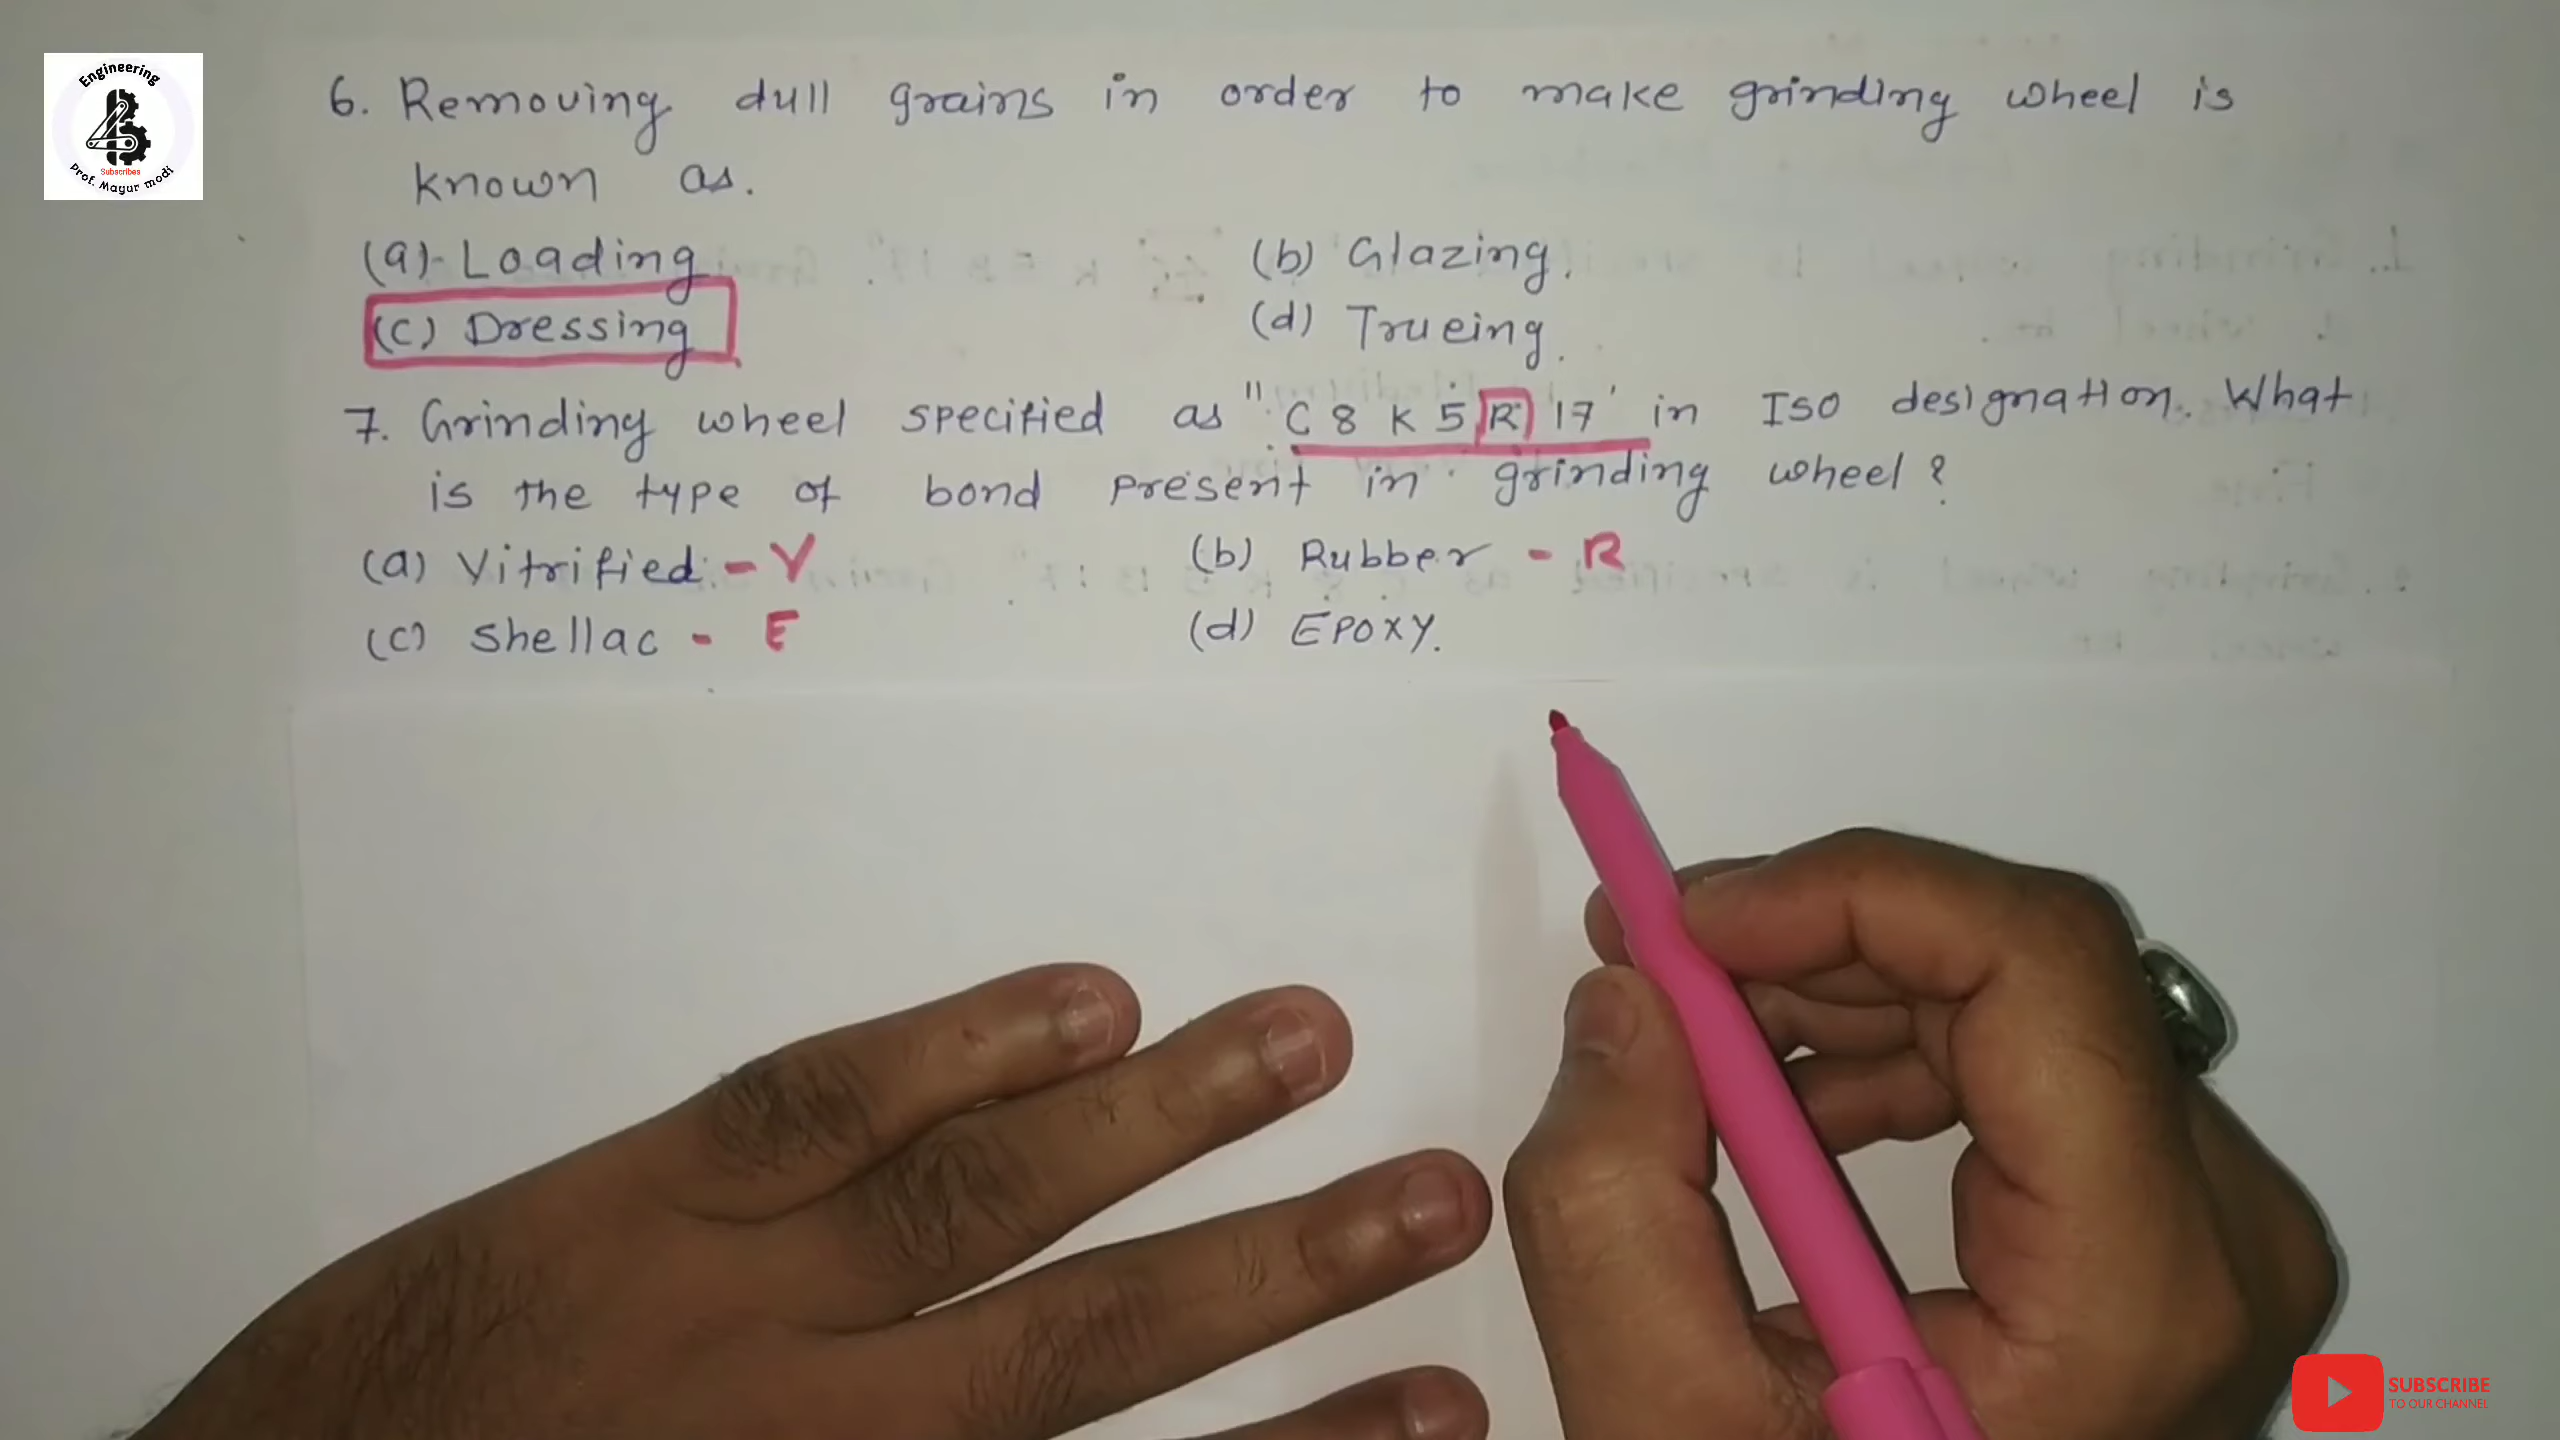 Engineering
Subscribes
Prof. Mayur modi
6. Removing dull grains in order to make grinding wheel is
known as.
(a) Loading
(b) Glazing.
(c) Dressing
(d) Trueing.
7. Grinding wheel specified as "C 8 K 5 R 17' in ISO designation. What
is the type of bond present in grinding wheel?
(a) Vitrified - V
(b) Rubber - R
(c) Shellac - E
(d) EPOXY.
SUBSCRIBE
TO OUR CHANNEL